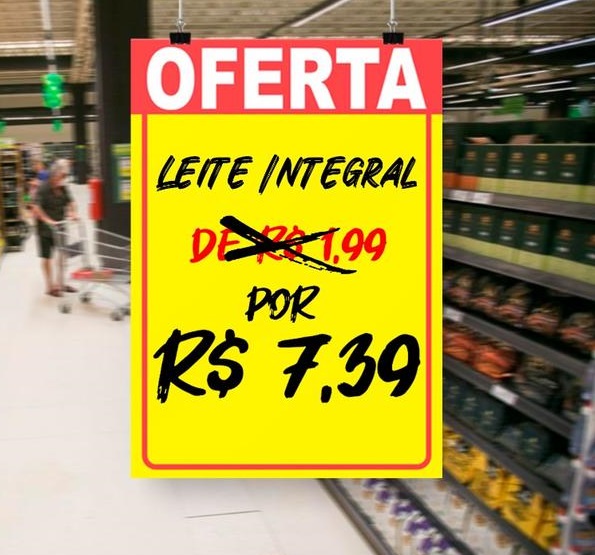 OFERTA
LEITE INTEGRAL
DE R$ 1,99
POR
R$ 7,39